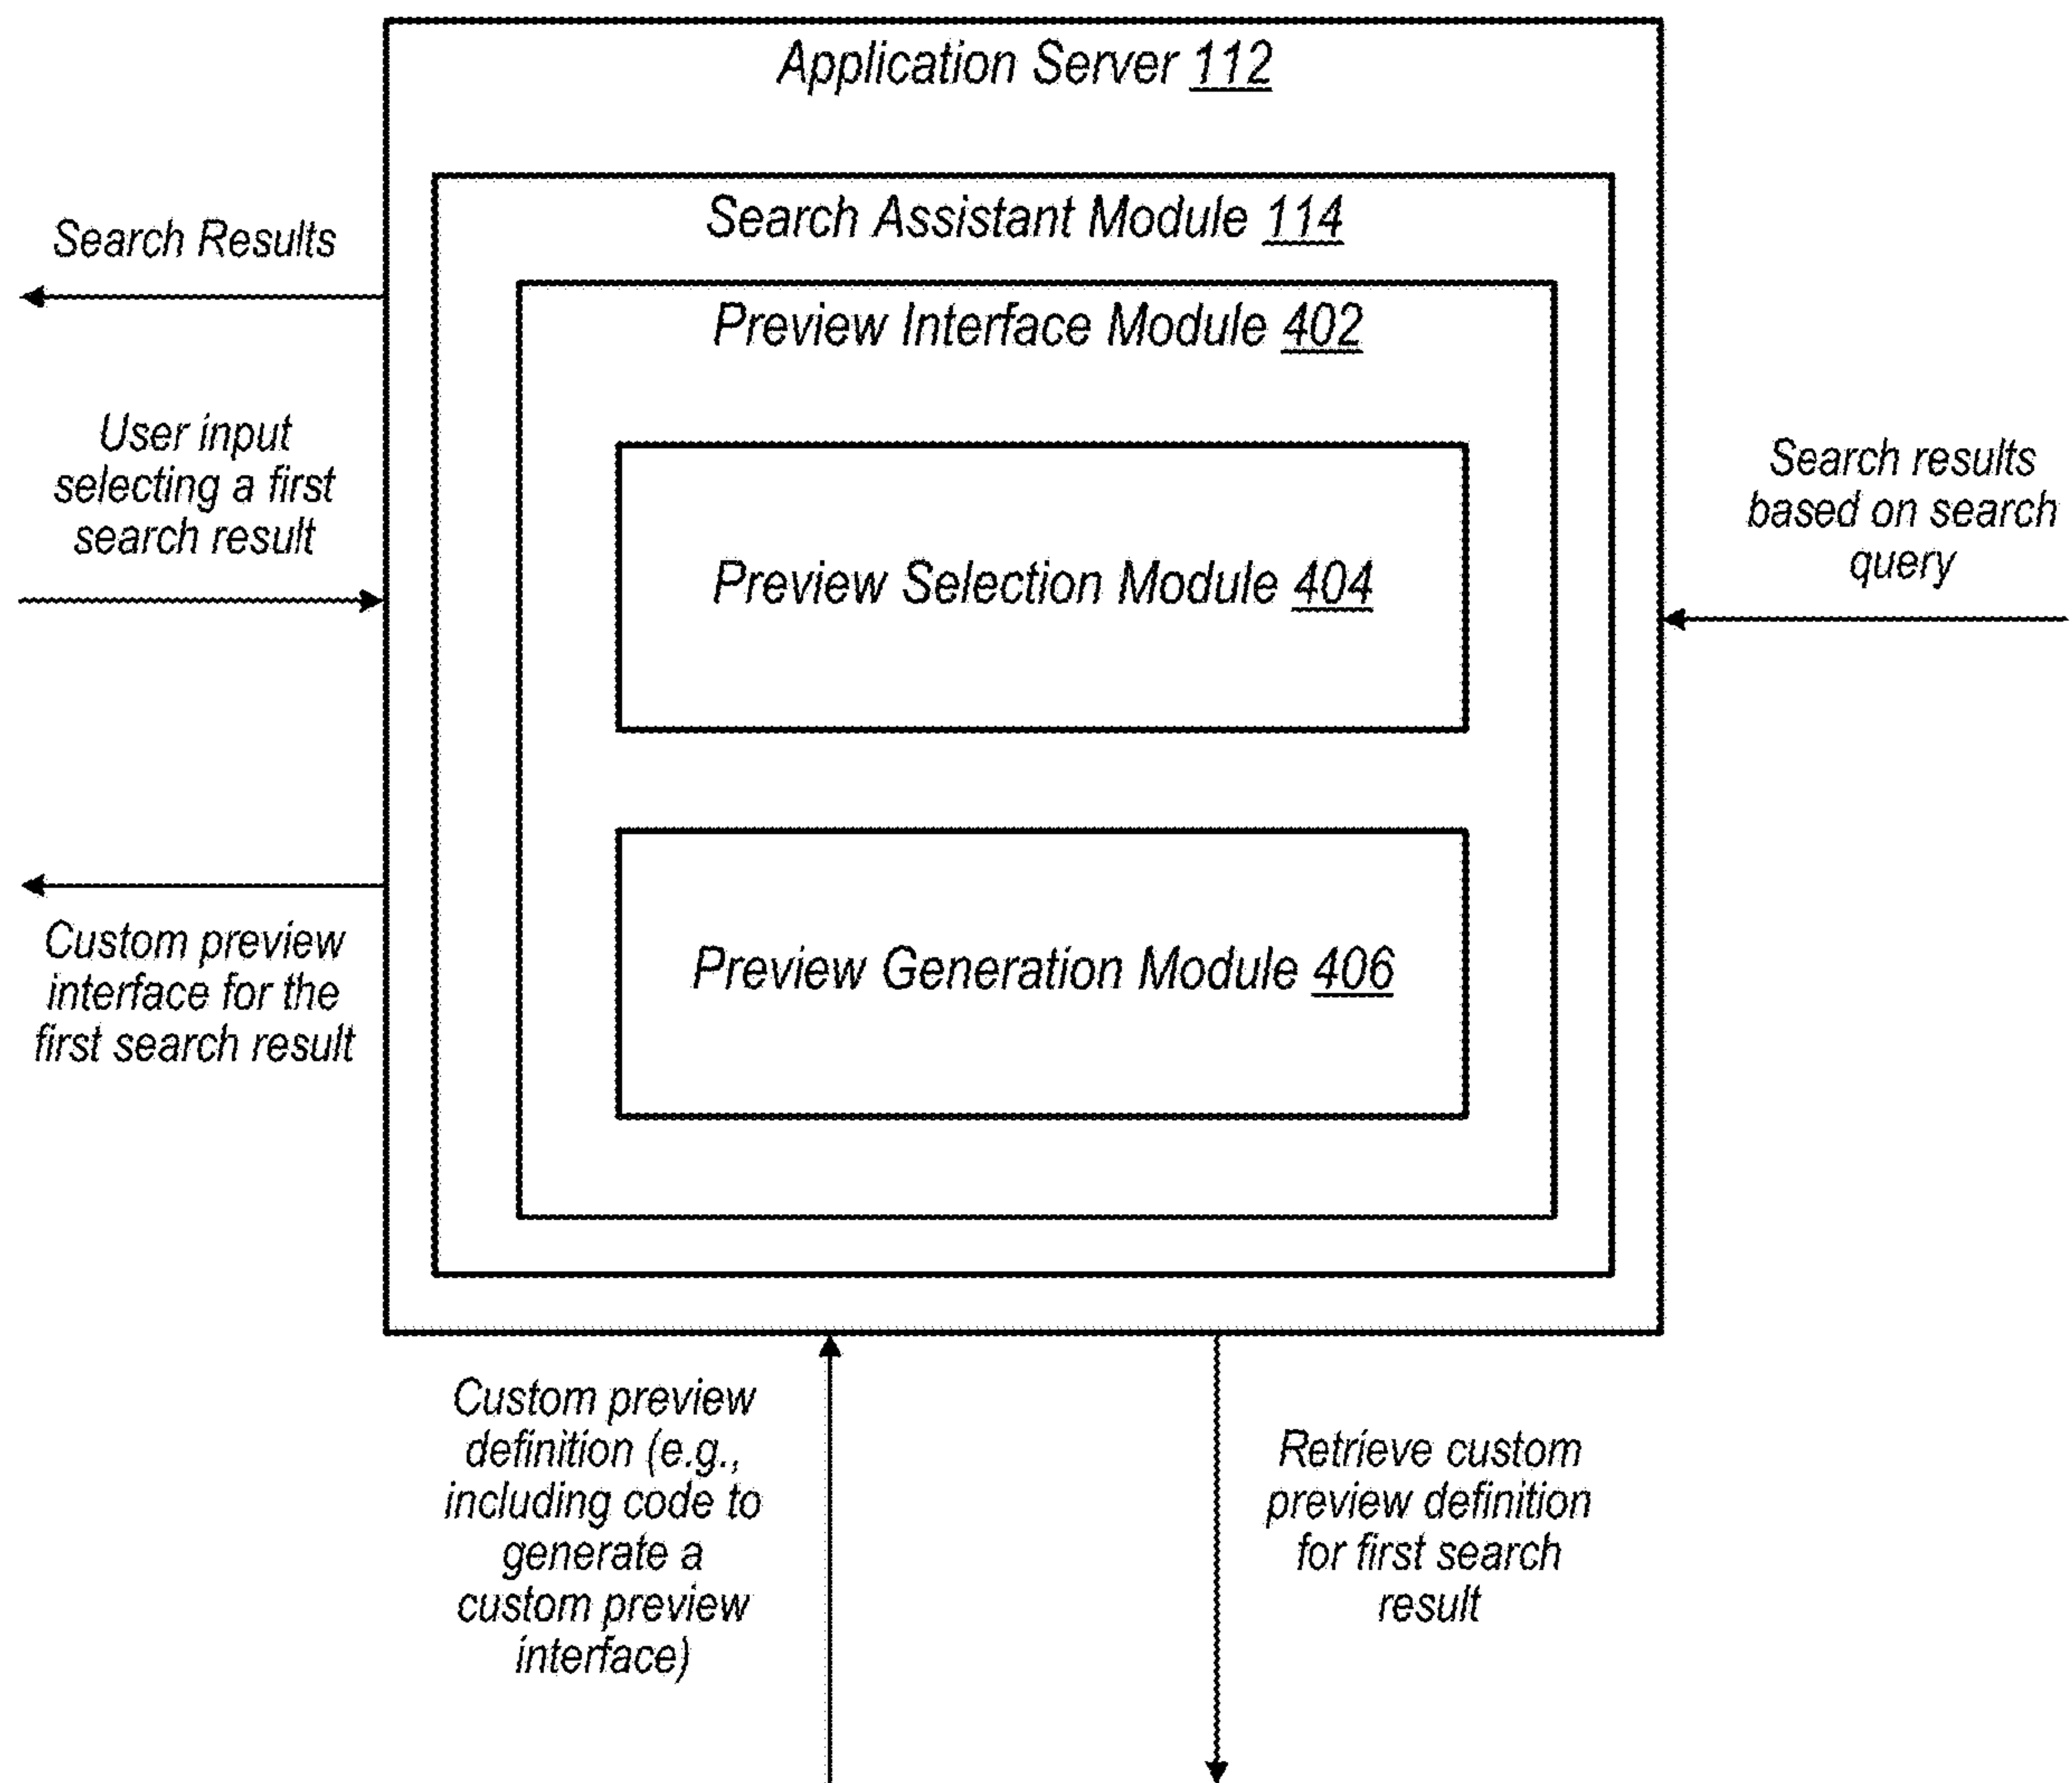 Application Server 112
Search Assistant Module 114
Preview Interface Module 402
Preview Selection Module 404
Preview Generation Module 406
Search Results
User input
selecting a first
search result
Custom preview
interface for the
first search result
Search results
based on search
query
Custom preview
definition (e.g.,
including code to
generate a
custom preview
interface)
Retrieve custom
preview definition
for first search
result